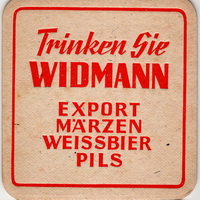 Trinken Sie
WIDMANN
EXPORT
MÄRZEN
WEISSBIER
PILS